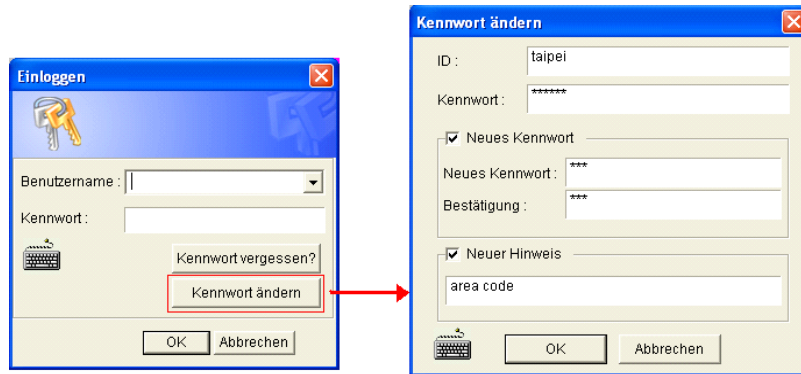 Einloggen
Benutzername :
Kennwort :
Kennwort vergessen?
Kennwort ändern
OK Abbrechen
Kennwort ändern
ID : taipei
Kennwort : ******
Neues Kennwort
Neues Kennwort : ***
Bestätigung : ***
Neuer Hinweis
area code
OK Abbrechen